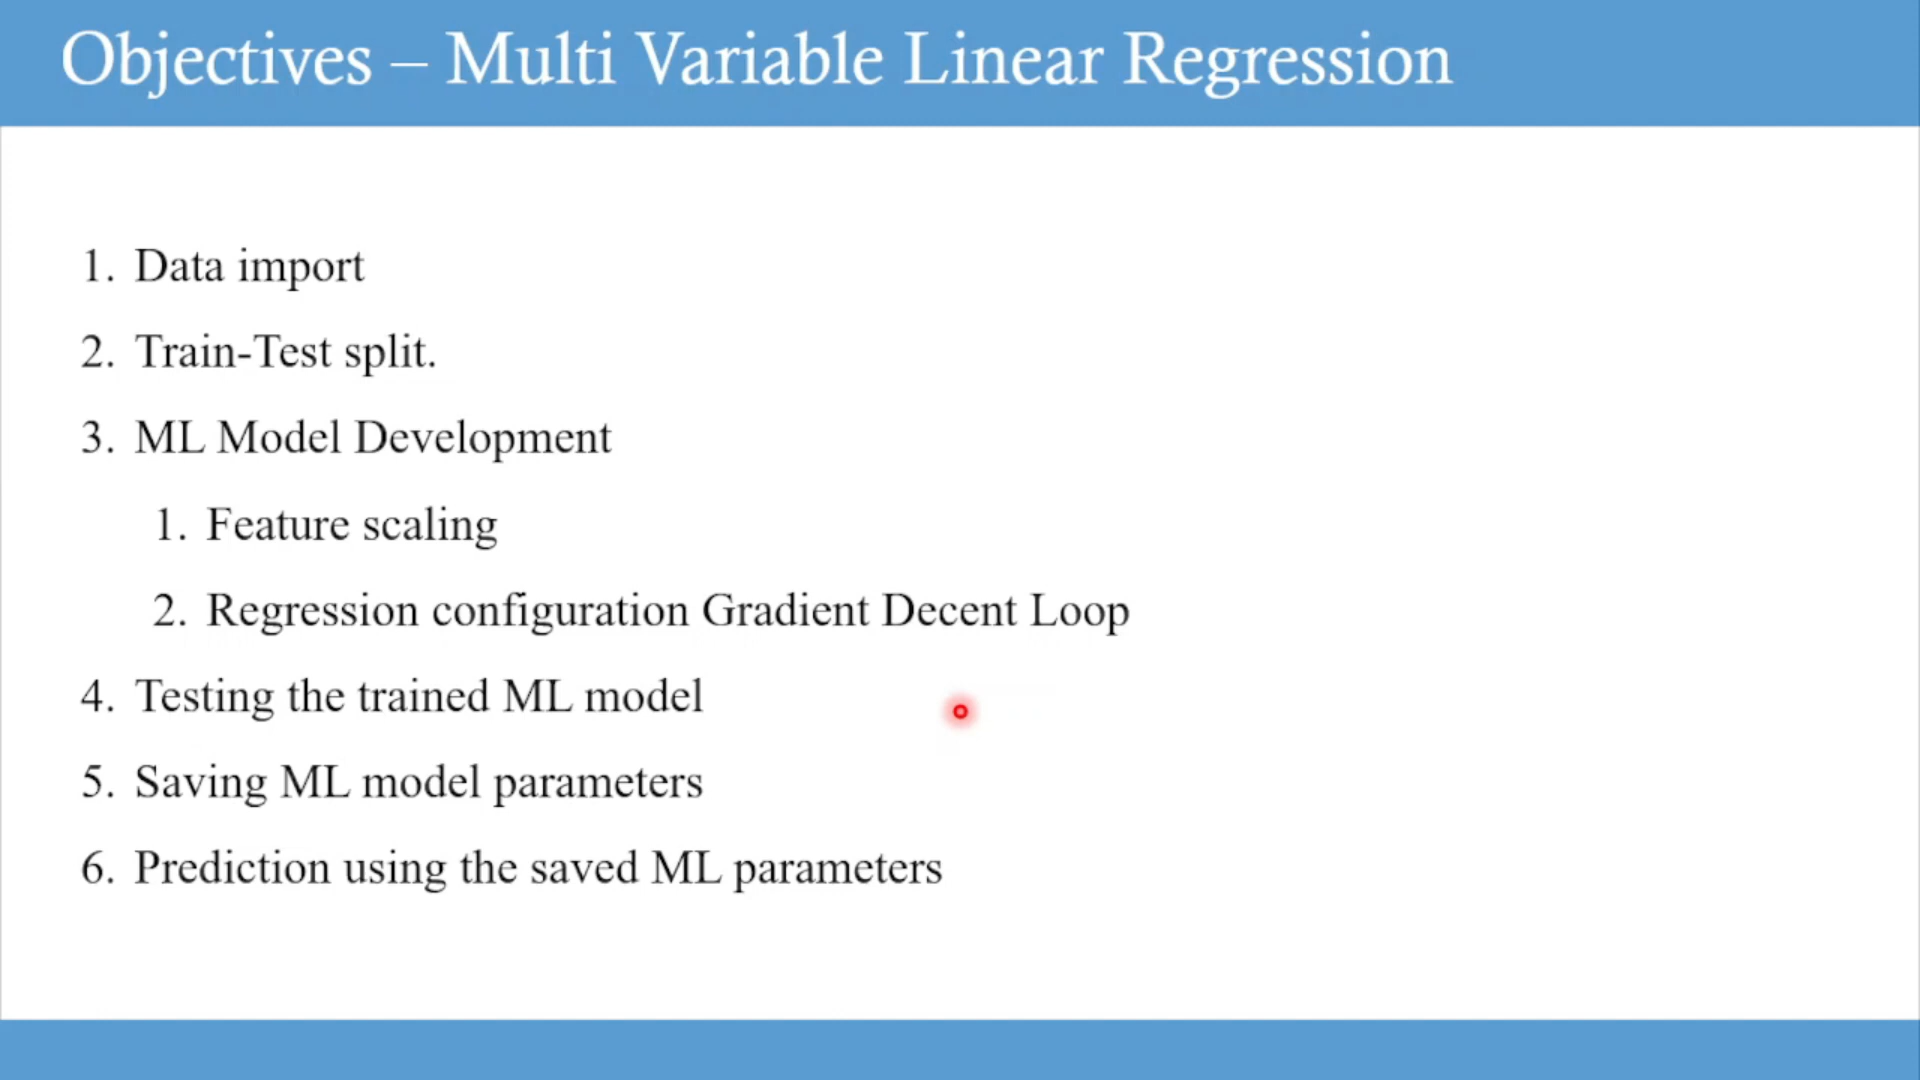 Objectives – Multi Variable Linear Regression
1. Data import
2. Train-Test split.
3. ML Model Development
1. Feature scaling
2. Regression configuration Gradient Decent Loop
4. Testing the trained ML model
5. Saving ML model parameters
6. Prediction using the saved ML parameters